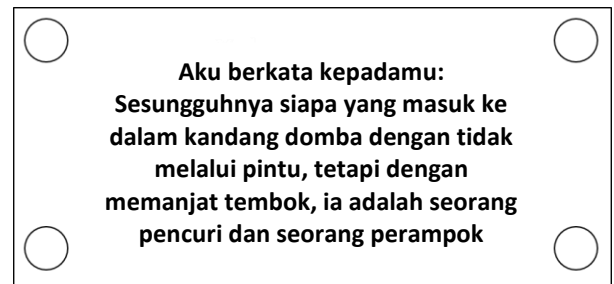 Aku berkata kepadamu:
Sesungguhnya siapa yang masuk ke
dalam kandang domba dengan tidak
melalui pintu, tetapi dengan
memanjat tembok, ia adalah seorang
pencuri dan seorang perampok